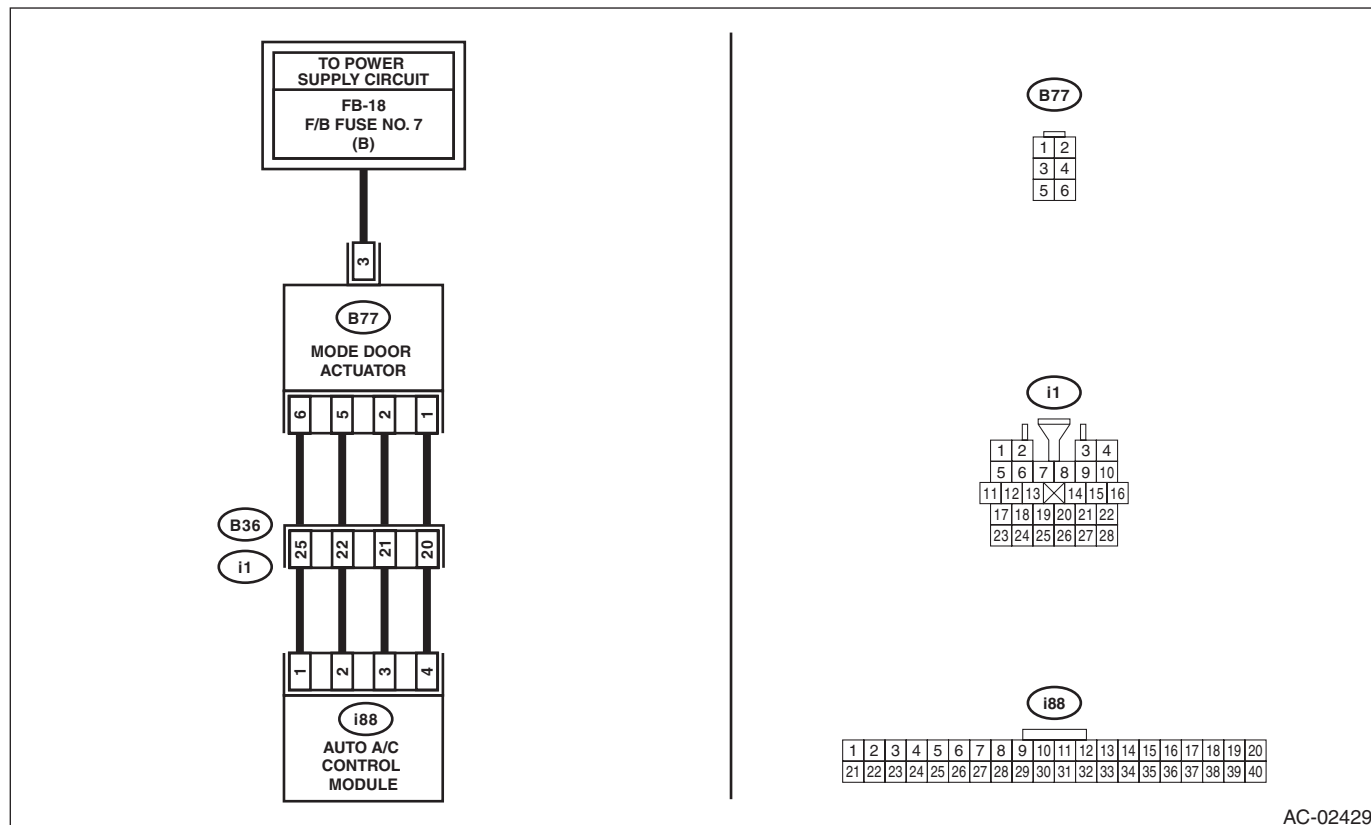 TO POWER
SUPPLY CIRCUIT
FB-18
F/B FUSE NO. 7
(B)
3
B77
MODE DOOR
ACTUATOR
6 5 2 1
B36
i1
25 22 21 20
1 2 3 4
i88
AUTO A/C
CONTROL
MODULE
B77
1 2
3 4
5 6
i1
1 2 3 4
5 6 7 8 9 10
11 12 13 14 15 16
17 18 19 20 21 22
23 24 25 26 27 28
i88
1 2 3 4 5 6 7 8 9 10 11 12 13 14 15 16 17 18 19 20
21 22 23 24 25 26 27 28 29 30 31 32 33 34 35 36 37 38 39 40
AC-02429